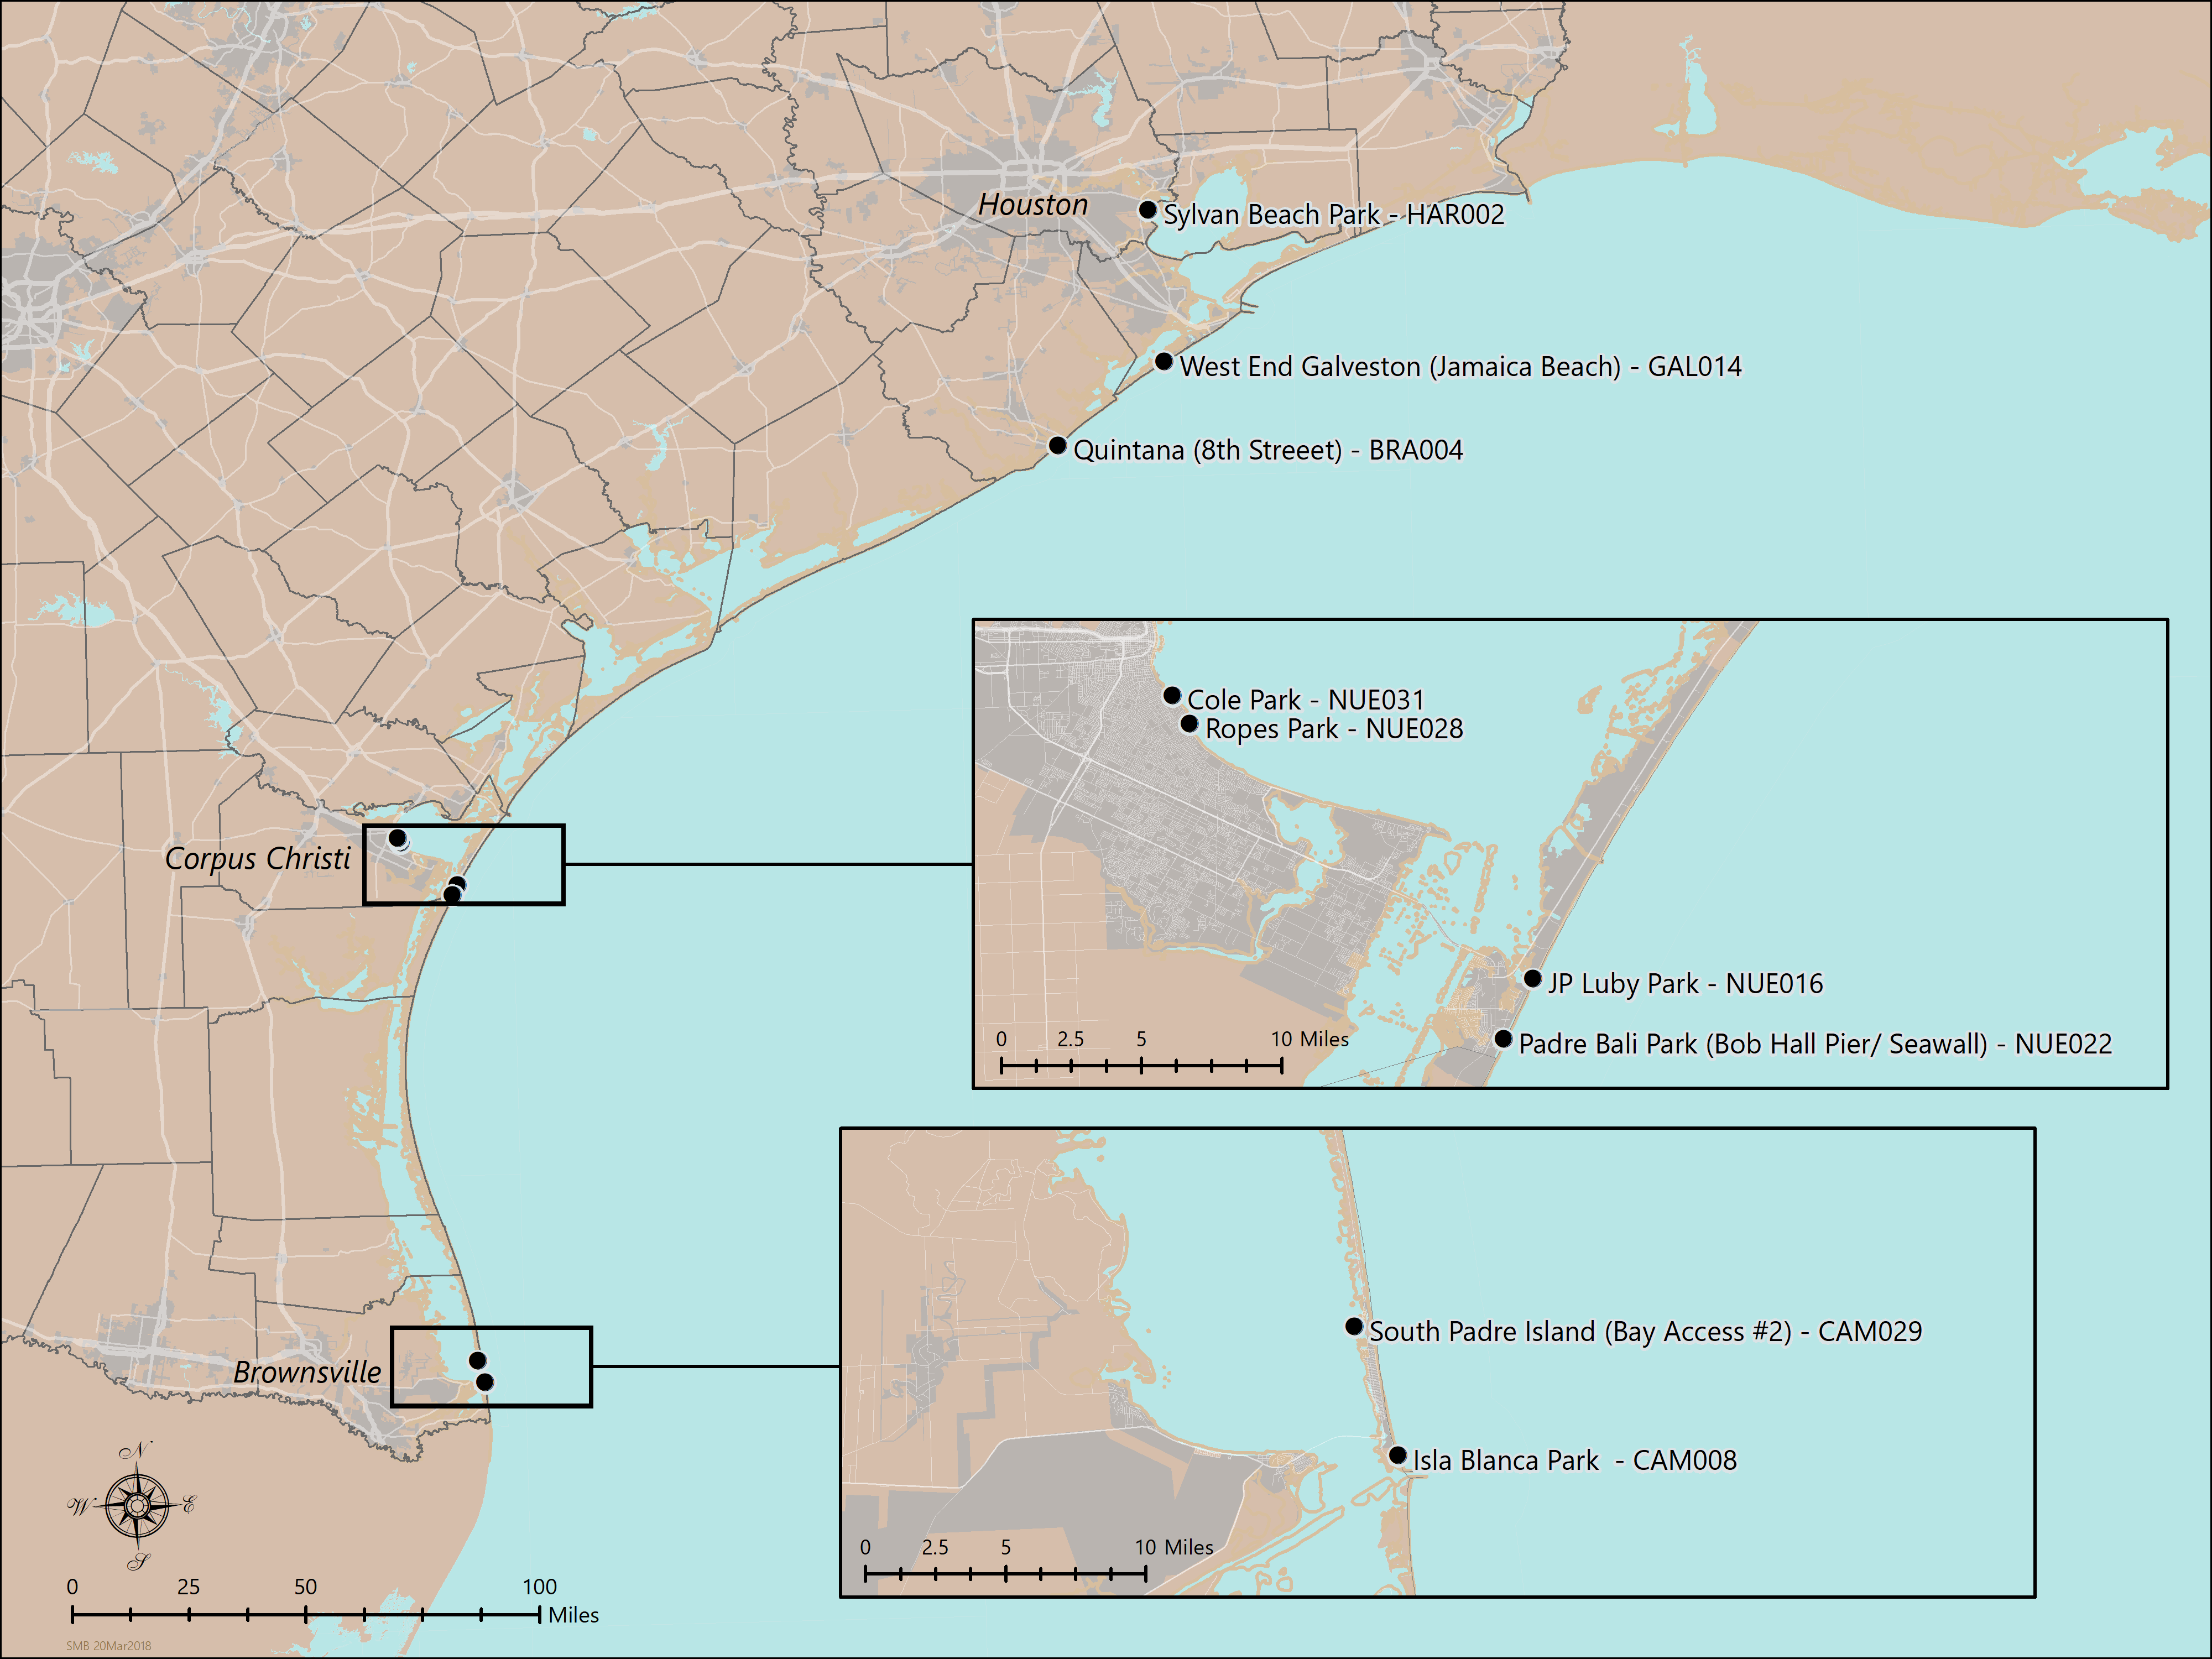 Houston
Sylvan Beach Park - HAR002
West End Galveston (Jamaica Beach) - GAL014
Quintana (8th Streeet) - BRA004
Cole Park - NUE031
Ropes Park - NUE028
Corpus Christi
JP Luby Park - NUE016
0 2.5 5 10 Miles
Padre Bali Park (Bob Hall Pier/ Seawall) - NUE022
South Padre Island (Bay Access #2) - CAM029
Brownsville
Isla Blanca Park - CAM008
0 2.5 5 10 Miles
N
W E
S
0 25 50 100
Miles
SMB 20Mar2018